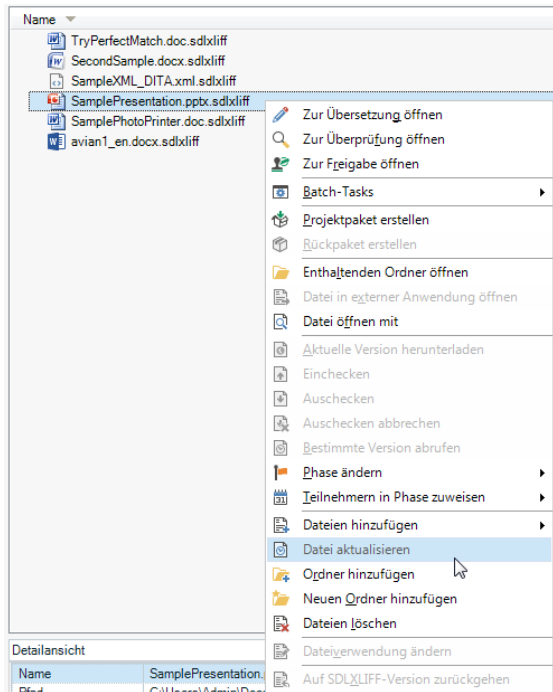 Name
TryPerfectMatch.doc.sdlxliff
SecondSample.docx.sdlxliff
SampleXML_DITA.xml.sdlxliff
SamplePresentation.pptx.sdlxliff
SamplePhotoPrinter.doc.sdlxliff
avian1_en.docx.sdlxliff
Zur Übersetzung öffnen
Zur Überprüfung öffnen
Zur Freigabe öffnen
Batch-Tasks
Projektpaket erstellen
Rückpaket erstellen
Enthaltenden Ordner öffnen
Datei in externer Anwendung öffnen
Datei öffnen mit
Aktuelle Version herunterladen
Einchecken
Auschecken
Auschecken abbrechen
Bestimmte Version abrufen
Phase ändern
Teilnehmern in Phase zuweisen
Dateien hinzufügen
Datei aktualisieren
Ordner hinzufügen
Neuen Ordner hinzufügen
Dateien löschen
Dateiverwendung ändern
Auf SDLXLIFF-Version zurückgehen
Detailansicht
Name SamplePresentation.